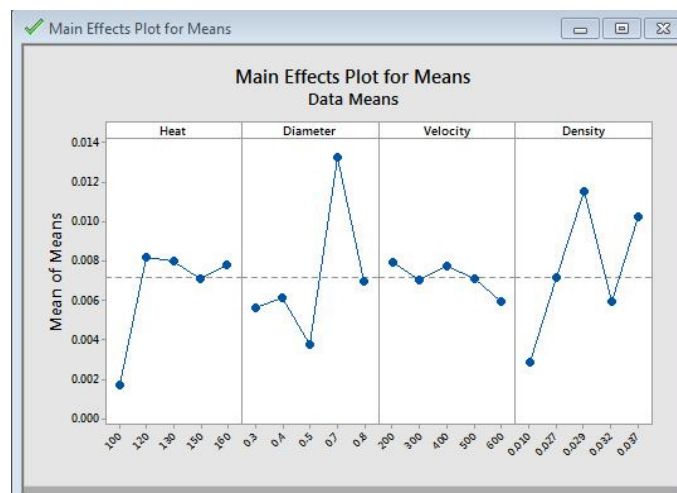 Main Effects Plot for Means
Main Effects Plot for Means
Data Means
Heat Diameter Velocity Density
0.014
0.012
0.010
0.008
0.006
0.004
0.002
0.000
Mean of Means
100 120 130 150 160 0.3 0.4 0.5 0.7 0.8 200 300 400 500 600 0.010 0.027 0.029 0.032 0.037